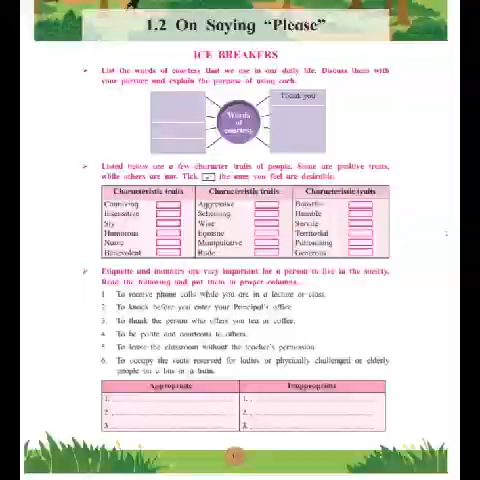 1.2 On Saying “Please”
ICE BREAKERS
List the words of courtesy that we use in our daily life. Discuss them with
your partner and explain the purpose of using each.
Thank you
Words
of
courtesy
Listed below are a few character traits of people. Some are positive traits,
while others are not. Tick the ones you feel are desirable.
Characteristic traits Characteristic traits Characteristic traits
Conniving Aggressive Boastful
Insensitive Scheming Humble
Sly Wise Servile
Humorous Egoistic Territorial
Naive Manipulative Patronising
Benevolent Rude Generous
Etiquette and manners are very important for a person to live in the society.
Read the following and put them in proper columns.
1. To receive phone calls while you are in a lecture or class.
2. To knock before you enter your Principal's office.
3. To thank the person who offers you tea or coffee.
4. To be polite and courteous to others.
5. To leave the classroom without the teacher's permission.
6. To occupy the seats reserved for ladies or physically challenged or elderly
people on a bus or a train.
Appropriate Inappropriate
1. 1.
2. 2.
3. 3.